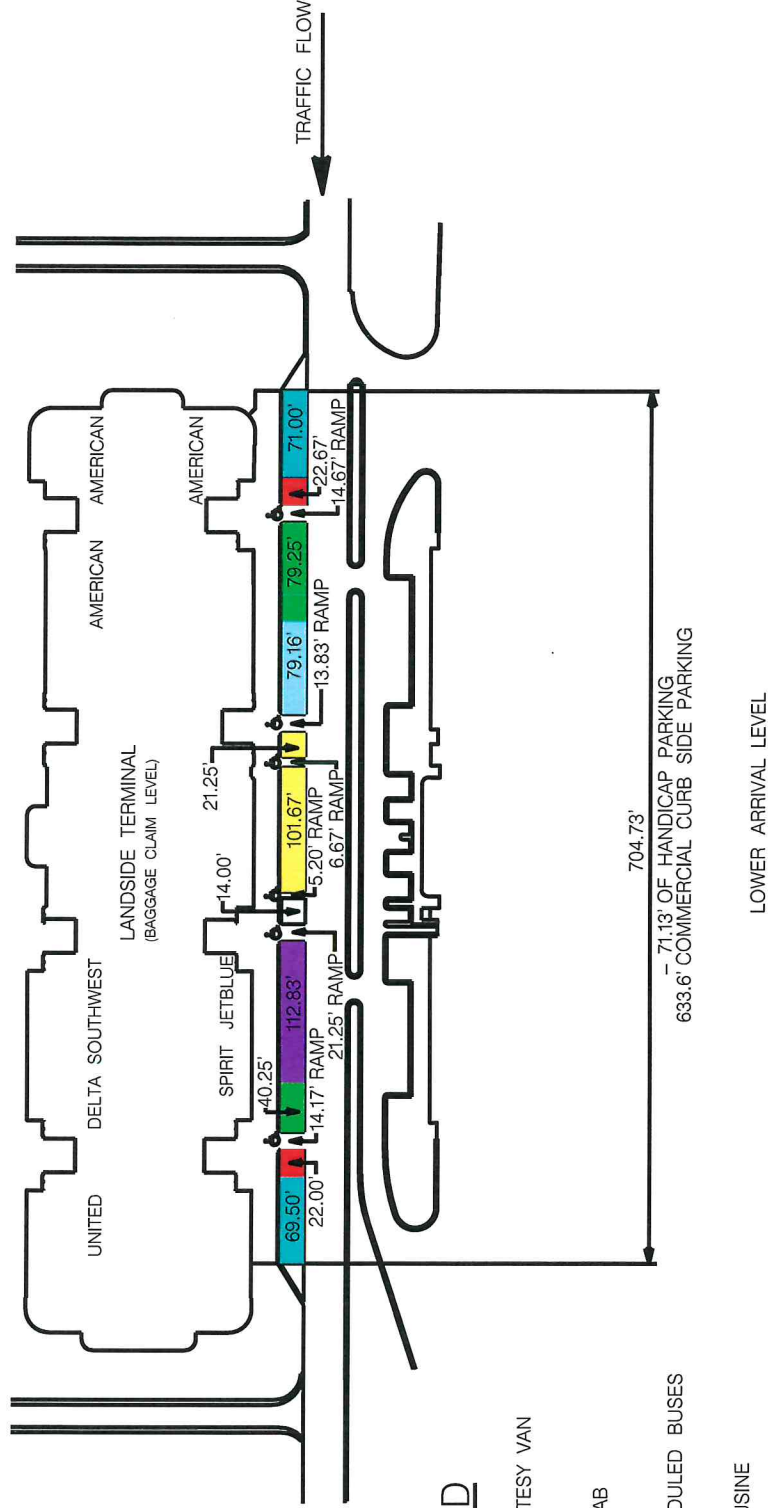 TRAFFIC FLOW
AMERICAN
AMERICAN
AMERICAN
LANDSIDE TERMINAL
(BAGGAGE CLAIM LEVEL)
DELTA SOUTHWEST
SPIRIT JETBLUE
UNITED
69.50'
22.00'
14.17' RAMP
40.25'
112.83'
21.25' RAMP
14.00'
5.20' RAMP
101.67'
6.67' RAMP
21.25'
13.83' RAMP
79.16'
79.25'
14.67' RAMP
22.67'
71.00'
704.73'
– 71.13' OF HANDICAP PARKING
633.6' COMMERCIAL CURB SIDE PARKING
LOWER ARRIVAL LEVEL
D
TESY VAN
AB
DULED BUSES
USINE